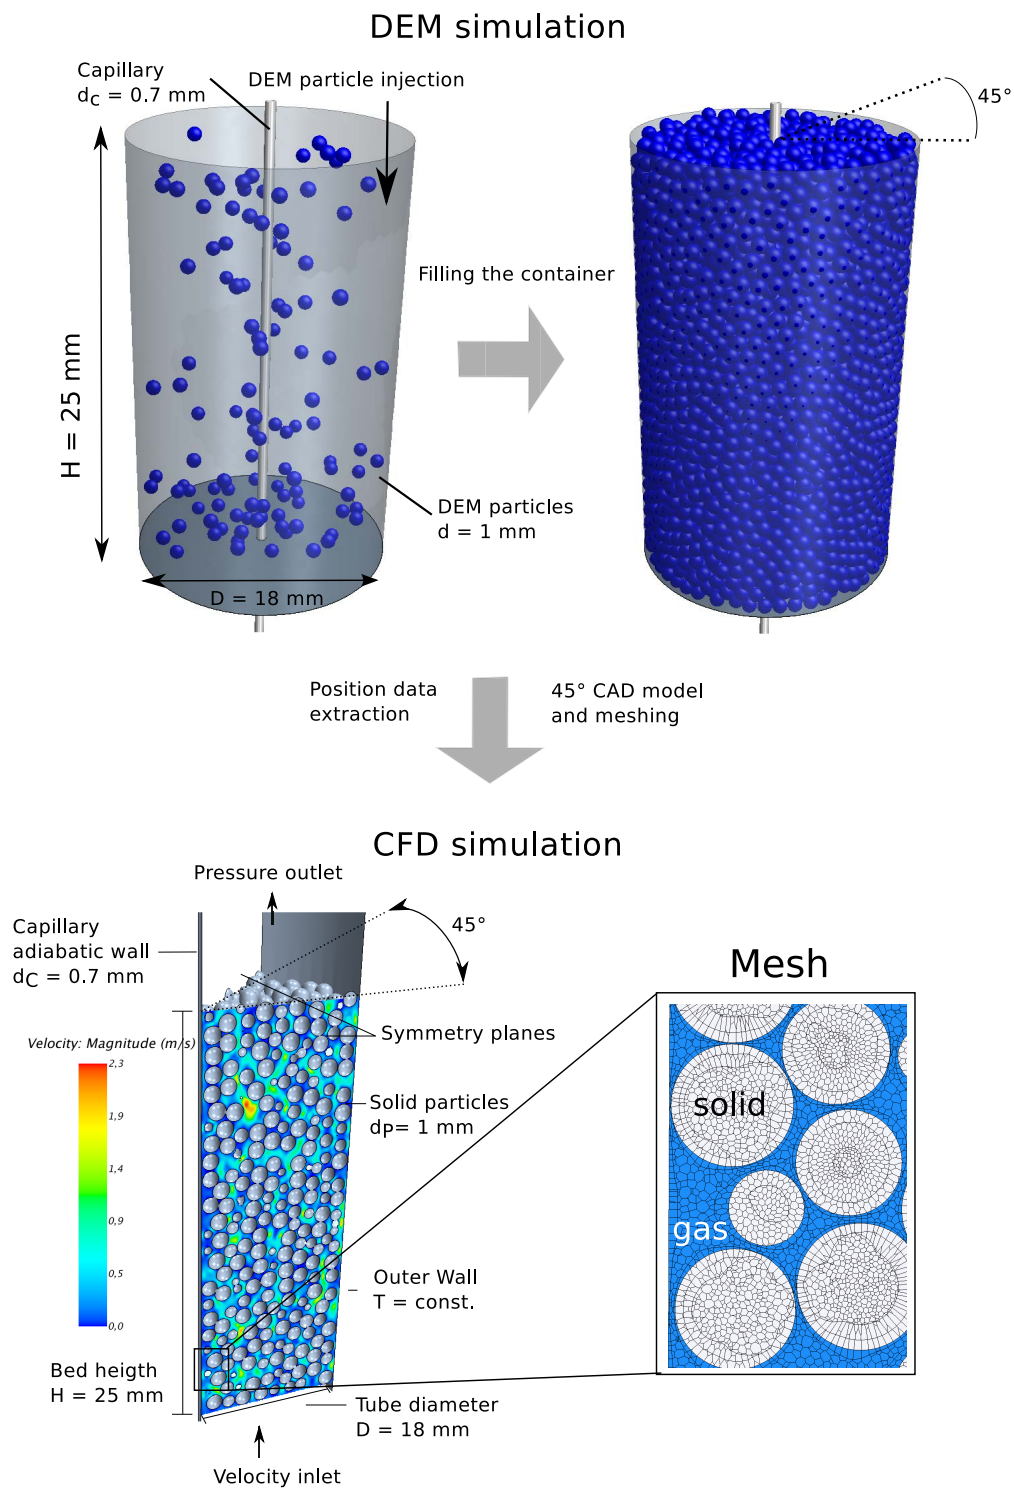 DEM simulation
Capillary
dc = 0.7 mm
DEM particle injection
45°
H = 25 mm
Filling the container
DEM particles
d = 1 mm
D = 18 mm
Position data
extraction
45° CAD model
and meshing
CFD simulation
Pressure outlet
45°
Capillary
adiabatic wall
dC = 0.7 mm
Mesh
Symmetry planes
Velocity: Magnitude (m/s)
2,3
1,9
1,4
0,9
0,5
0,0
Solid particles
dP= 1 mm
solid
gas
Outer Wall
T = const.
Bed heigth
H = 25 mm
Tube diameter
D = 18 mm
Velocity inlet